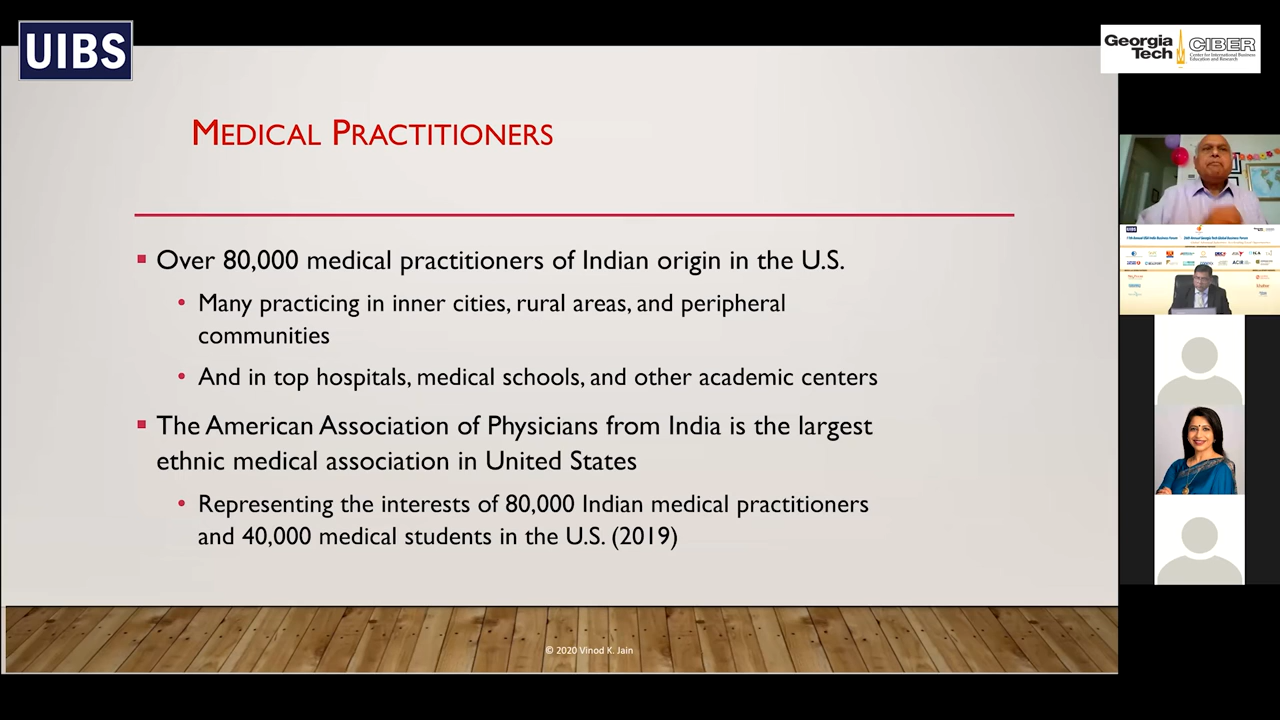 UIBS
Georgia
Tech
CIBER
Center for International Business
Education and Research
MEDICAL PRACTITIONERS
Over 80,000 medical practitioners of Indian origin in the U.S.
Many practicing in inner cities, rural areas, and peripheral
communities
And in top hospitals, medical schools, and other academic centers
The American Association of Physicians from India is the largest
ethnic medical association in United States
Representing the interests of 80,000 Indian medical practitioners
and 40,000 medical students in the U.S. (2019)
© 2020 Vinod K. Jain